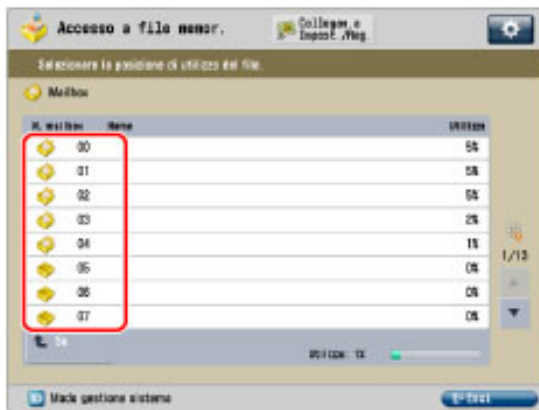 Accesso a file memor.
Collegam. a
Impost./Reg.
Selezionare la posizione di utilizzo del file.
Mailbox
N. mailbox Nome Utilizzo
00 5%
01 5%
02 5%
03 2%
04 1%
05 0%
06 0%
07 0%
1/13
Su
Utilizzo: 1%
Modo gestione sistema